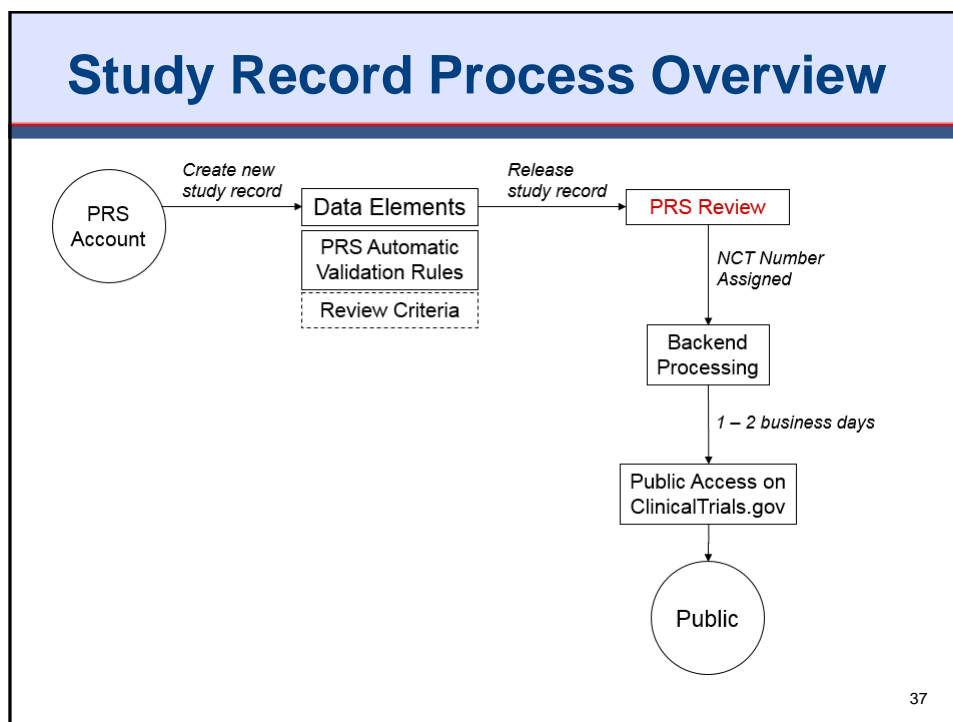 Study Record Process Overview
Create new
study record
Release
study record
PRS
Account
Data Elements
PRS Review
PRS Automatic
Validation Rules
Review Criteria
NCT Number
Assigned
Backend
Processing
1 – 2 business days
Public Access on
ClinicalTrials.gov
Public
37